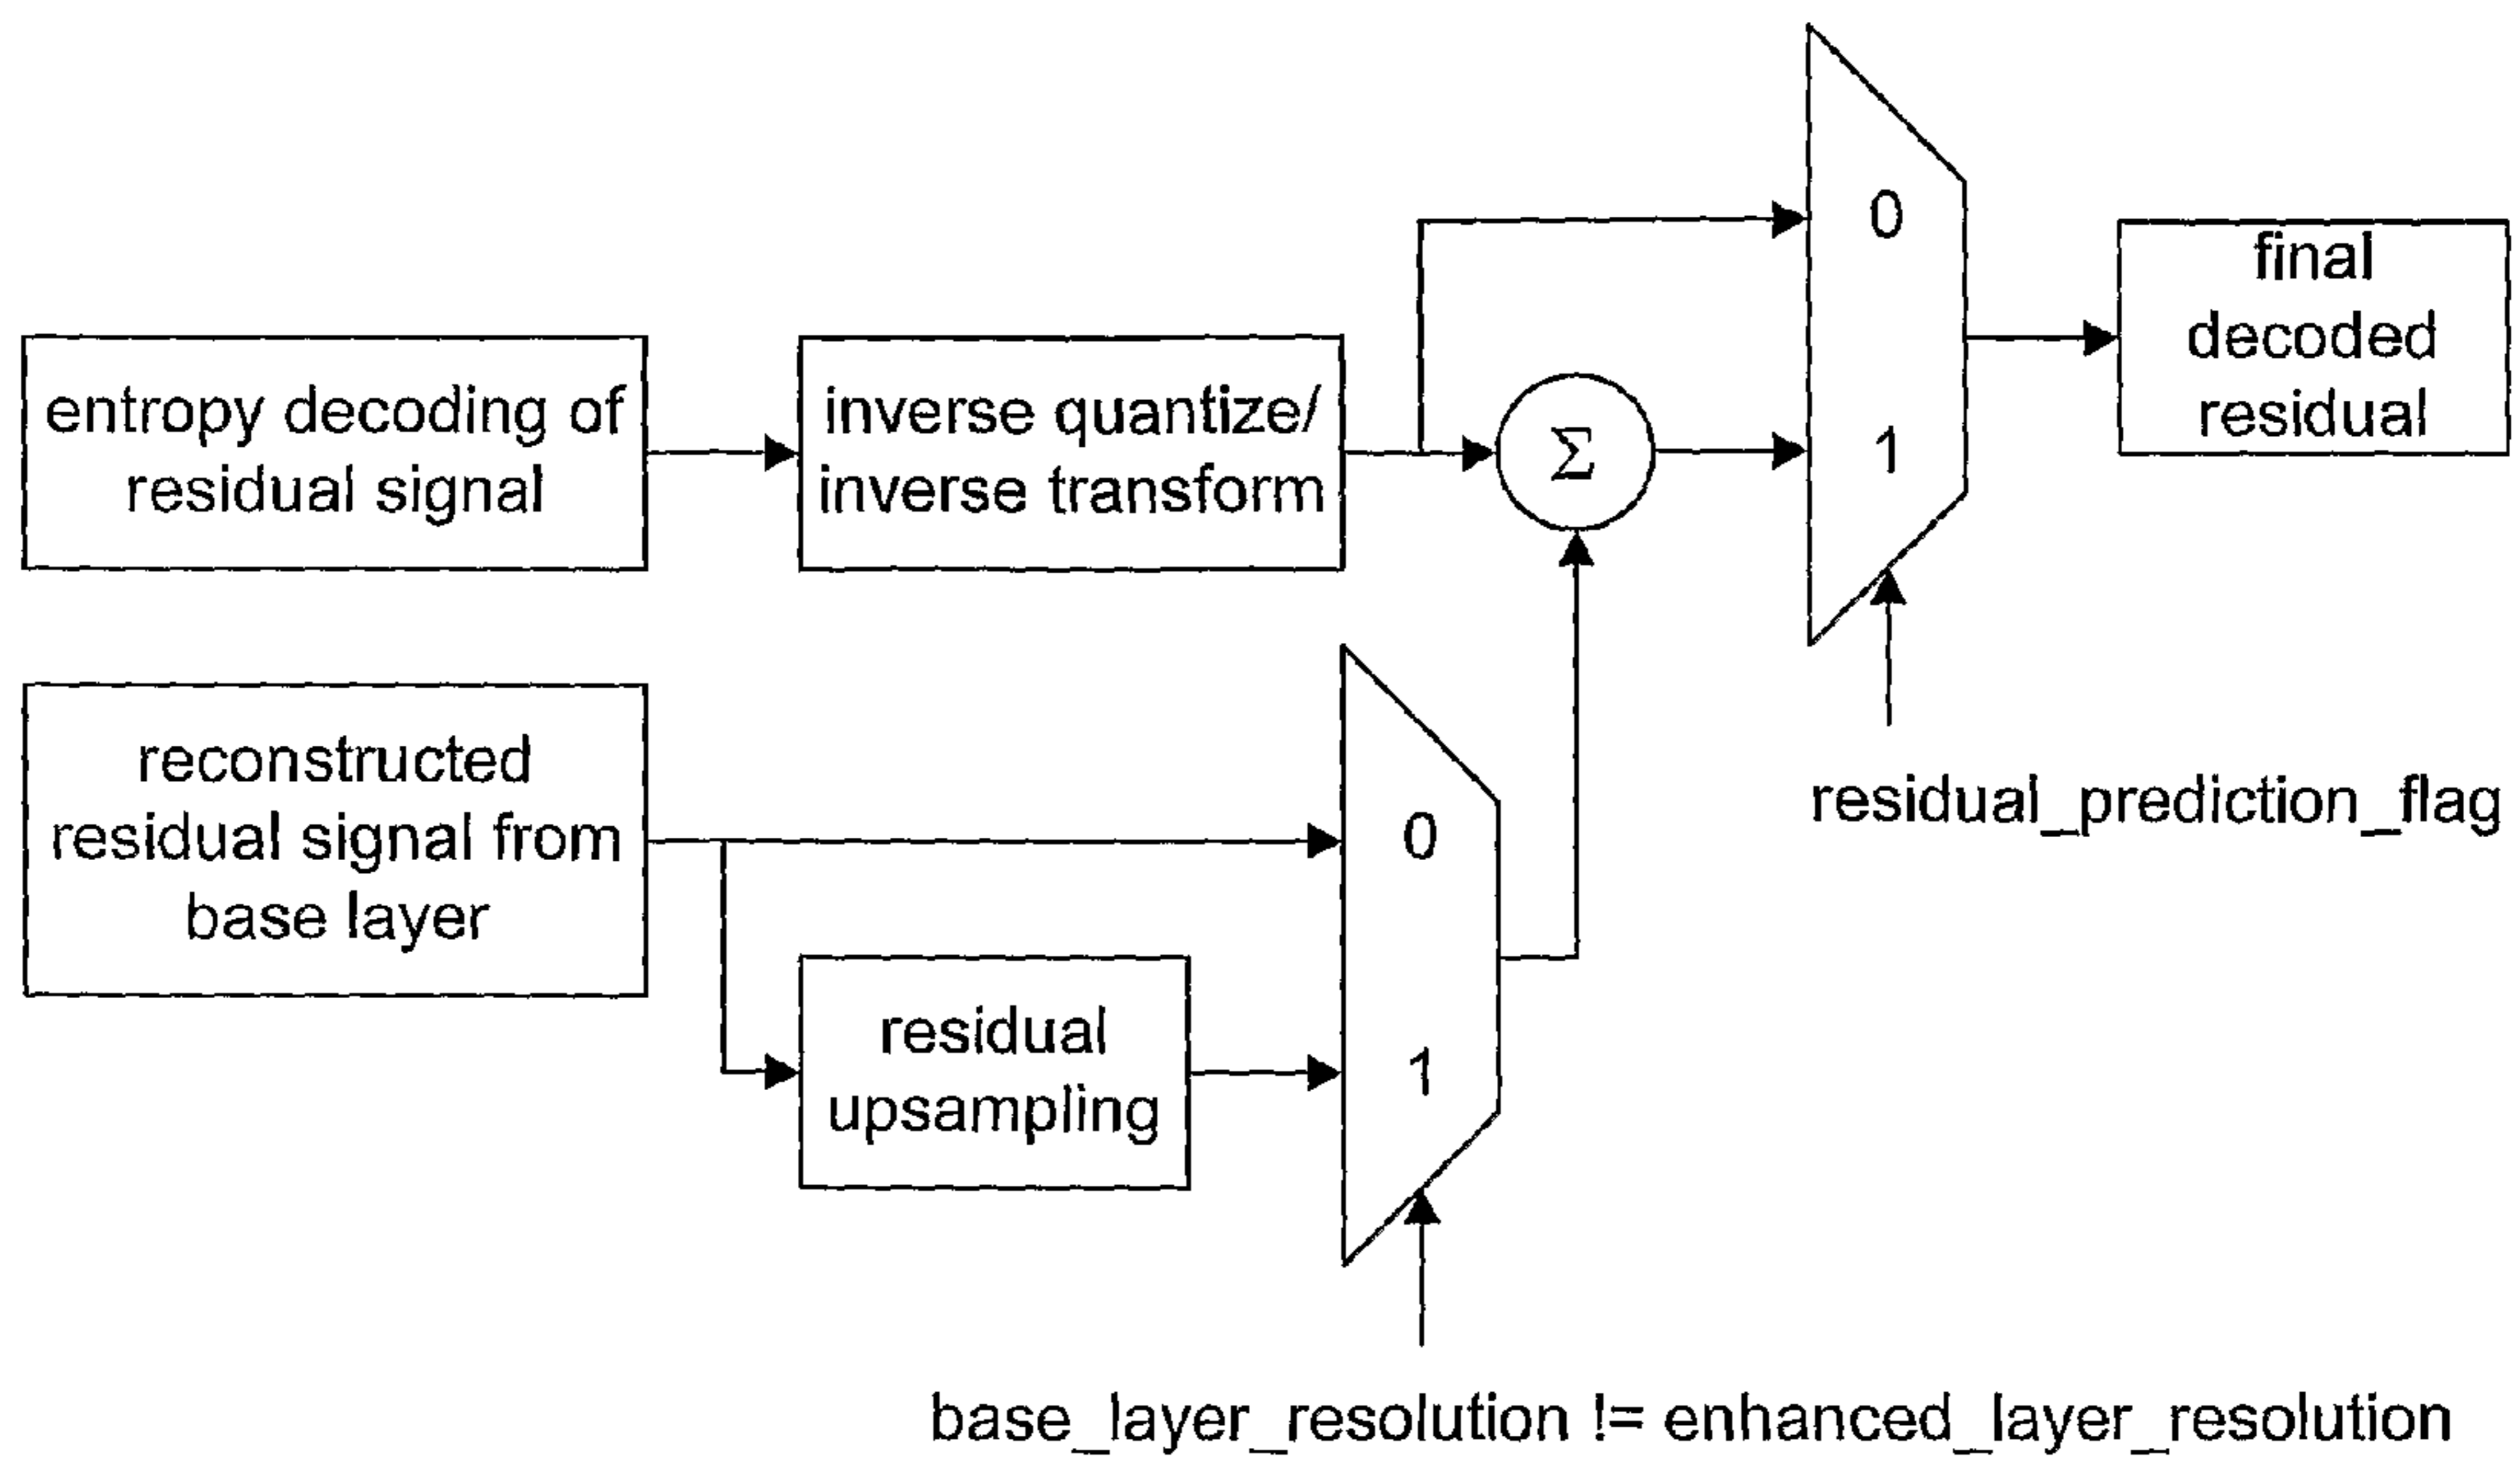 entropy decoding of
residual signal
inverse quantize/
inverse transform
Σ
0
1
final
decoded
residual
residual_prediction_flag
reconstructed
residual signal from
base layer
residual
upsampling
0
1
base_layer_resolution != enhanced_layer_resolution